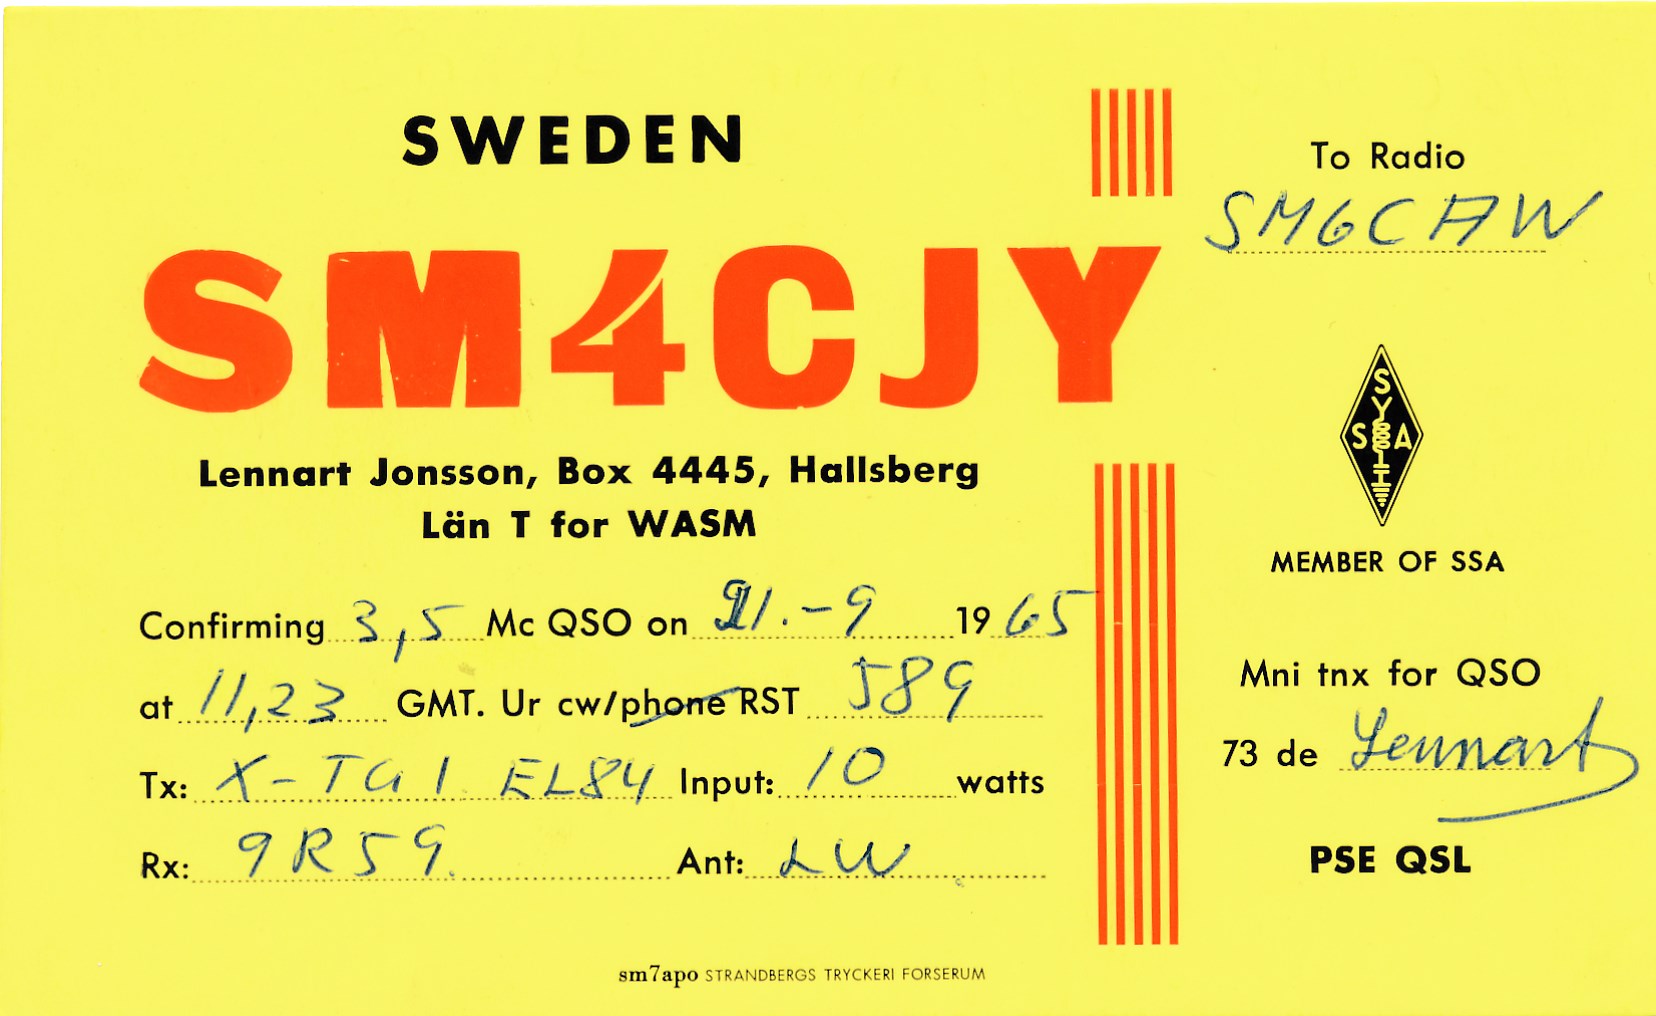 SWEDEN
SM4CJY
Lennart Jonsson, Box 4445, Hallsberg
Län T for WASM
Confirming 3,5 Mc QSO on 21.-9 1965
at 11,23 GMT. Ur cw/phone RST 589
Tx: X-TG1 EL84 Input: 10 watts
Rx: 9R59. Ant: LW
To Radio
SM6CAW
SYSSA
MEMBER OF SSA
Mni tnx for QSO
73 de Lennart
PSE QSL
sm7apo STRANDBERGS TRYCKERI FORSERUM